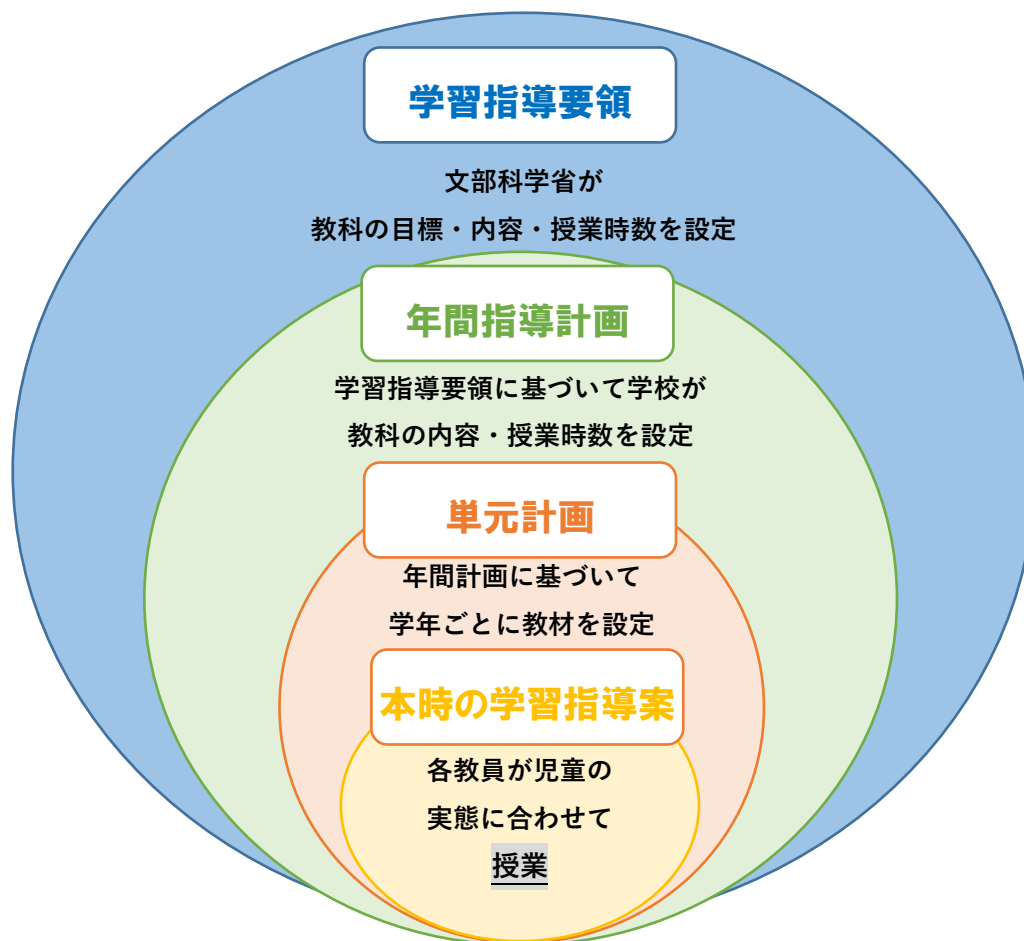 学習指導要領
文部科学省が
教科の目標・内容・授業時数を設定
年間指導計画
学習指導要領に基づいて学校が
教科の内容・授業時数を設定
単元計画
年間計画に基づいて
学年ごとに教材を設定
本時の学習指導案
各教員が児童の
実態に合わせて
授業